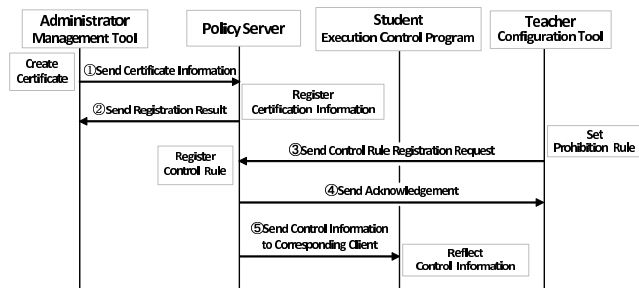 Administrator
Management Tool
Policy Server
Student
Execution Control Program
Teacher
Configuration Tool
Create
Certificate
①Send Certificate Information
Register
Certification Information
②Send Registration Result
Set
Prohibition Rule
③Send Control Rule Registration Request
Register
Control Rule
④Send Acknowledgement
⑤Send Control Information
to Corresponding Client
Reflect
Control Information